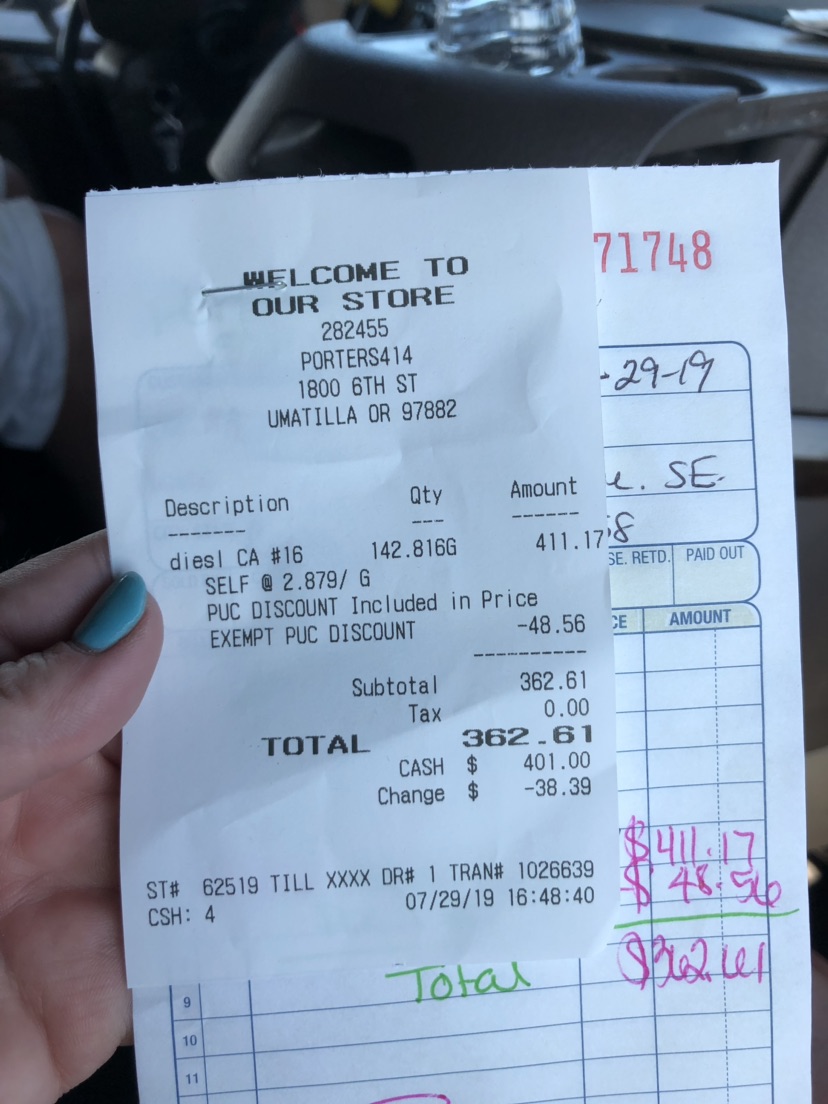 WELCOME TO
OUR STORE
282455
PORTERS414
1800 6TH ST
UMATILLA OR 97882
Description Qty Amount
------- --- ------
diesl CA #16 142.816G 411.17
SELF @ 2.879/ G
PUC DISCOUNT Included in Price
EXEMPT PUC DISCOUNT -48.56
----------
Subtotal 362.61
Tax 0.00
TOTAL 362.61
CASH $ 401.00
Change $ -38.39
ST# 62519 TILL XXXX DR# 1 TRAN# 1026639
CSH: 4 07/29/19 16:48:40
71748
-29-19
SE.
8
SE. RETD. PAID OUT
CE AMOUNT
$411.17
$ 48.56
Total $362.61
9
10
11